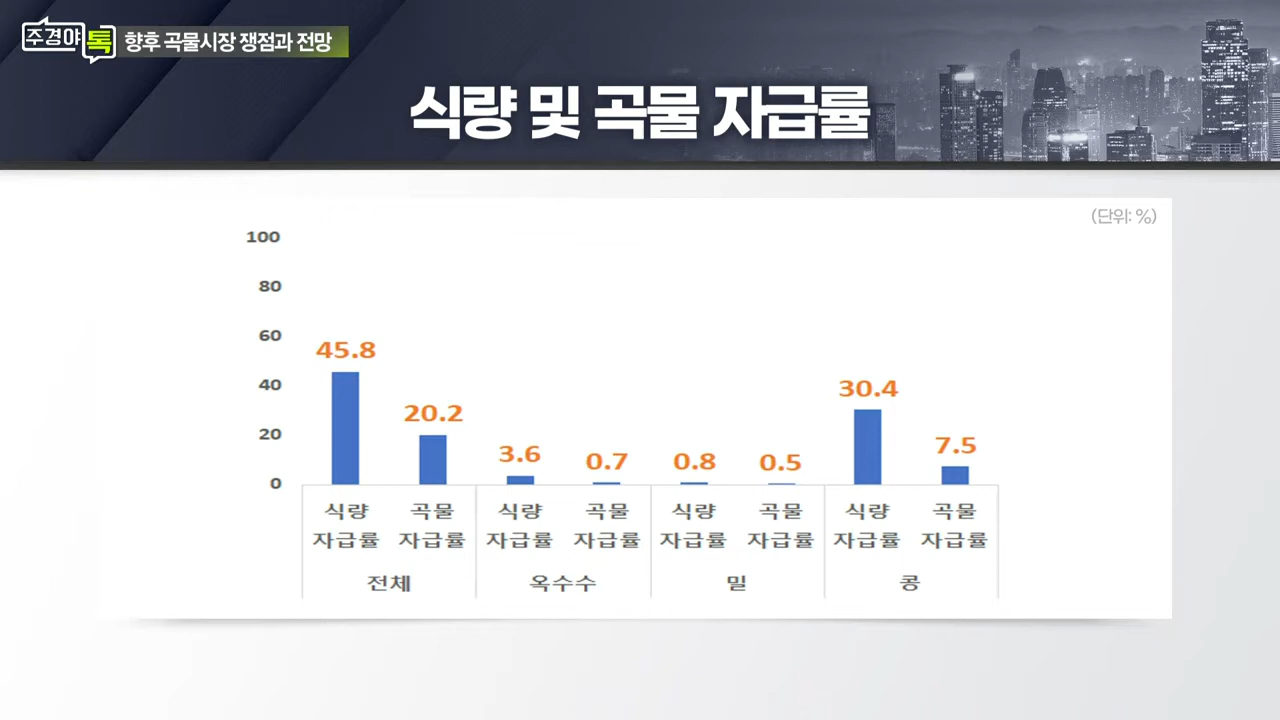 주경야톡 향후 곡물시장 쟁점과 전망
식량 및 곡물 자급률
(단위: %)
100
80
60
40
20
0
45.8
20.2
3.6
0.7
0.8
0.5
30.4
7.5
식량 곡물 식량 곡물 식량 곡물 식량 곡물
자급률 자급률 자급률 자급률 자급률 자급률 자급률 자급률
전체 옥수수 밀 콩